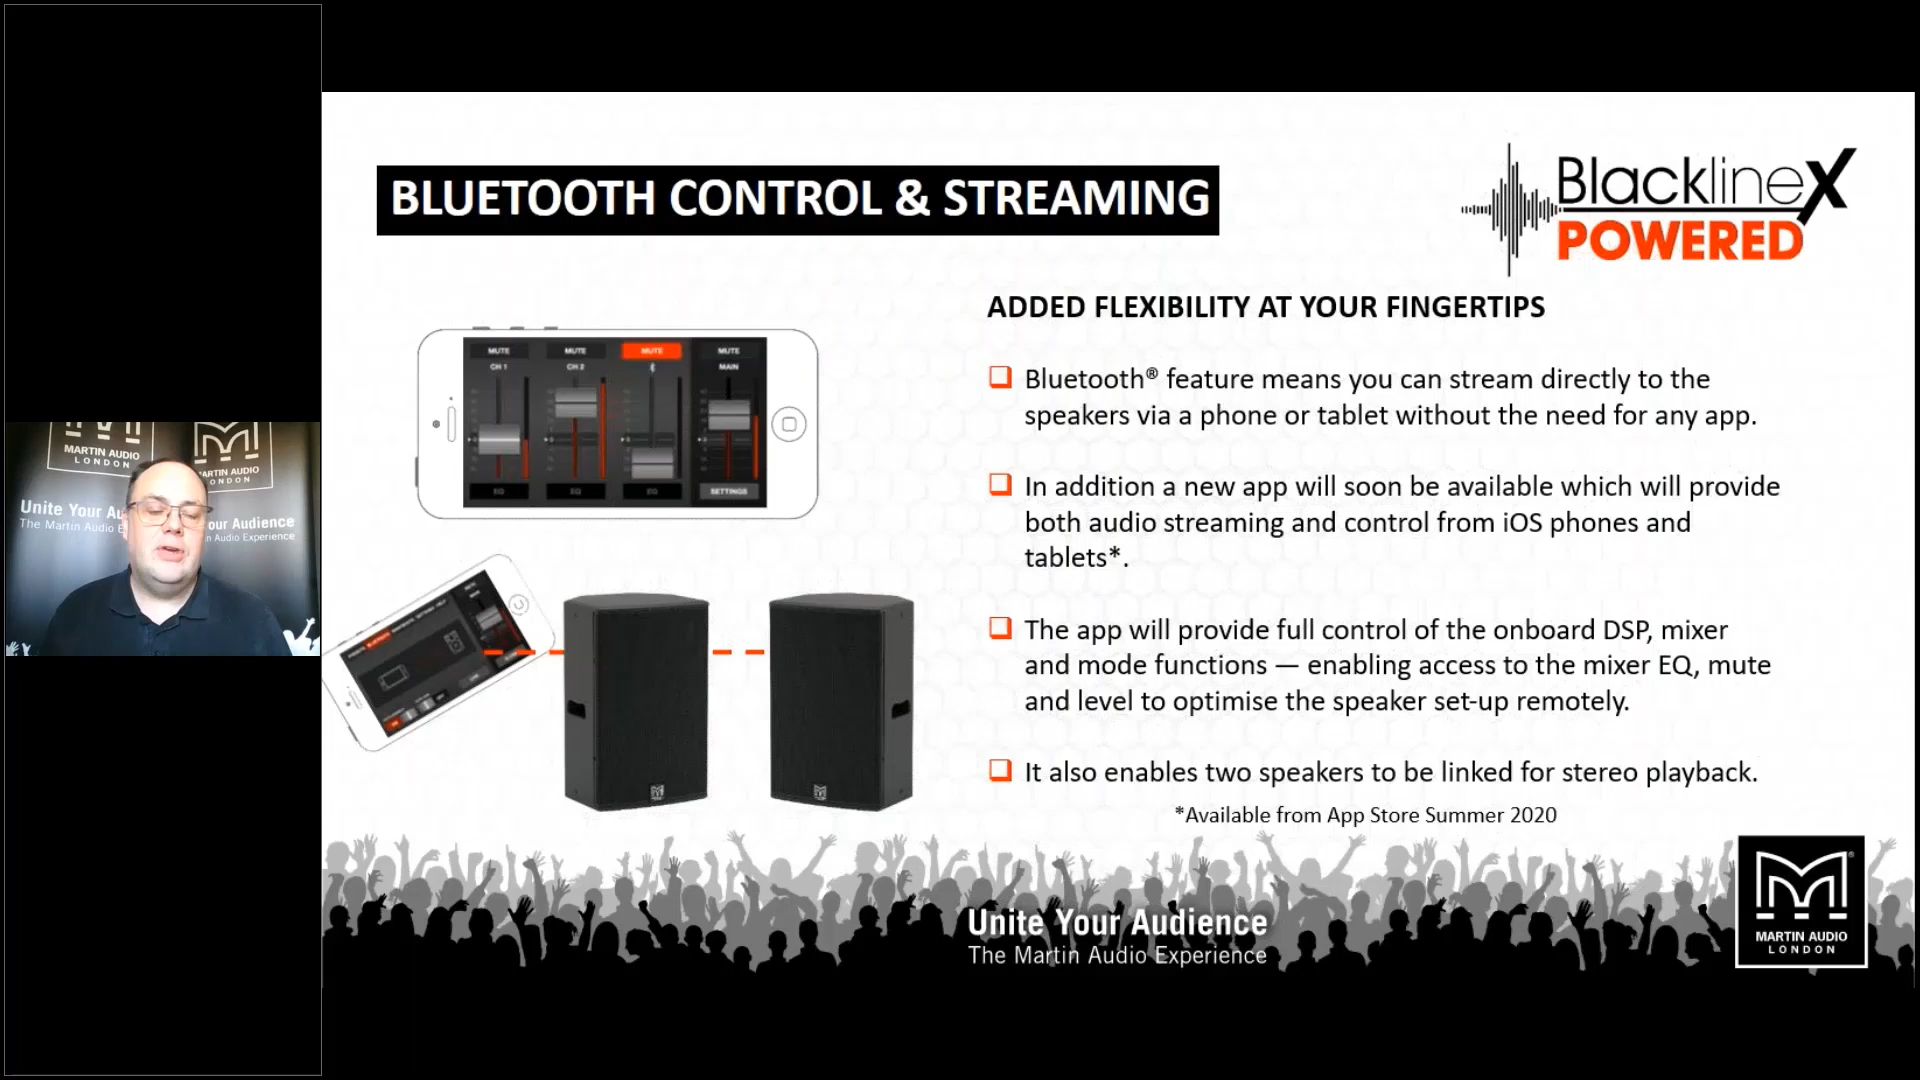 BLUETOOTH CONTROL & STREAMING
BlacklineX
POWERED
ADDED FLEXIBILITY AT YOUR FINGERTIPS
Bluetooth® feature means you can stream directly to the
speakers via a phone or tablet without the need for any app.
In addition a new app will soon be available which will provide
both audio streaming and control from iOS phones and
tablets*.
The app will provide full control of the onboard DSP, mixer
and mode functions — enabling access to the mixer EQ, mute
and level to optimise the speaker set-up remotely.
It also enables two speakers to be linked for stereo playback.
*Available from App Store Summer 2020
MUTE MUTE MUTE MUTE
CH 1 CH 2 MAIN
EQ EQ EQ SETTINGS
MARTIN AUDIO
LONDON
MARTIN AUDIO
LONDON
Unite Your
The Martin Audio
our Audience
Audio Experience
Unite Your Audience
The Martin Audio Experience
MARTIN AUDIO
LONDON